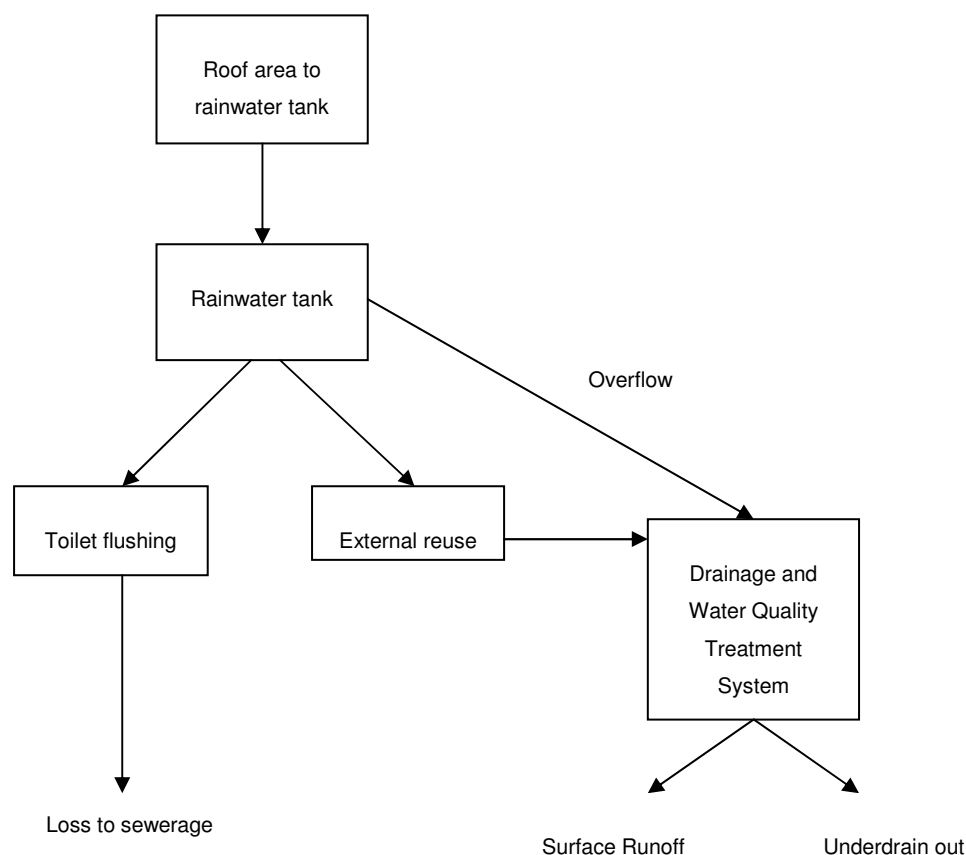 Roof area to
rainwater tank
Rainwater tank
Overflow
Toilet flushing
External reuse
Drainage and
Water Quality
Treatment
System
Loss to sewerage
Surface Runoff
Underdrain out